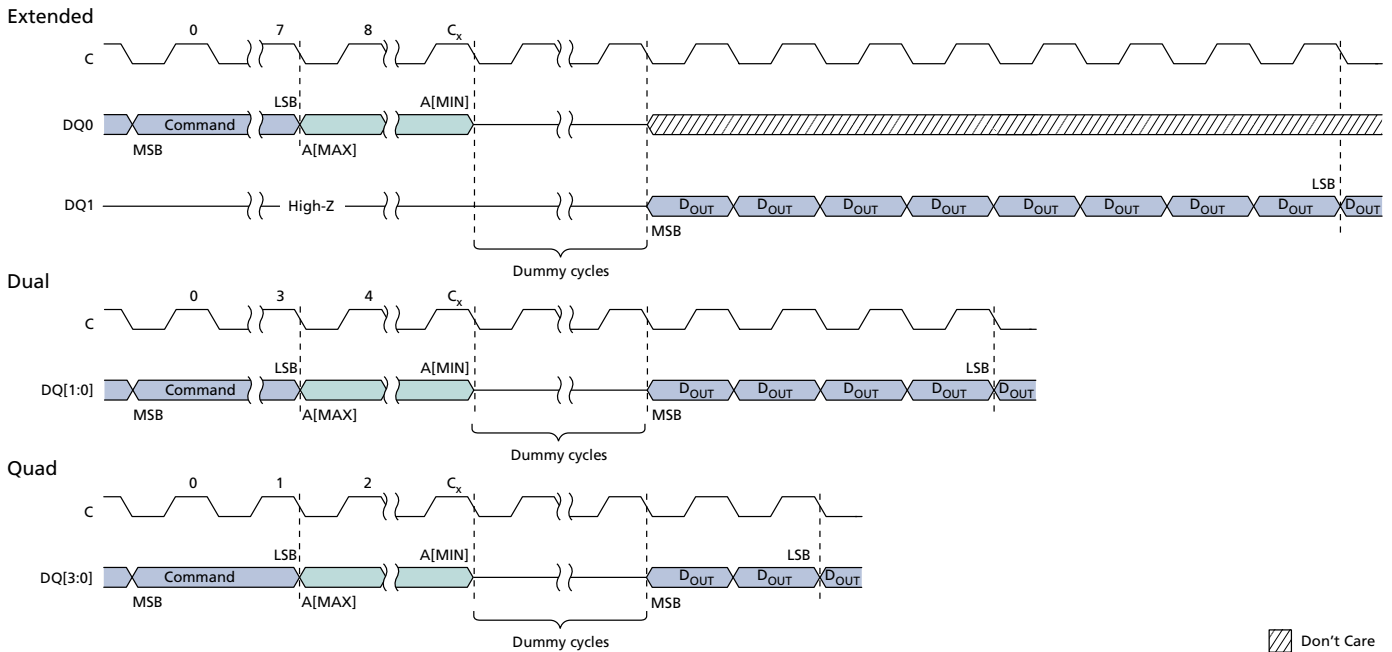 Extended
0 7 8 Cx
C
LSB A[MIN]
DQ0 Command
MSB A[MAX]
LSB
DQ1 High-Z DOUT DOUT DOUT DOUT DOUT DOUT DOUT DOUT DOUT
MSB
Dummy cycles
Dual
0 3 4 Cx
C
LSB A[MIN] LSB
DQ[1:0] Command DOUT DOUT DOUT DOUT DOUT
MSB A[MAX] MSB
Dummy cycles
Quad
0 1 2 Cx
C
LSB A[MIN] LSB
DQ[3:0] Command DOUT DOUT DOUT
MSB A[MAX] MSB
Dummy cycles
Don't Care